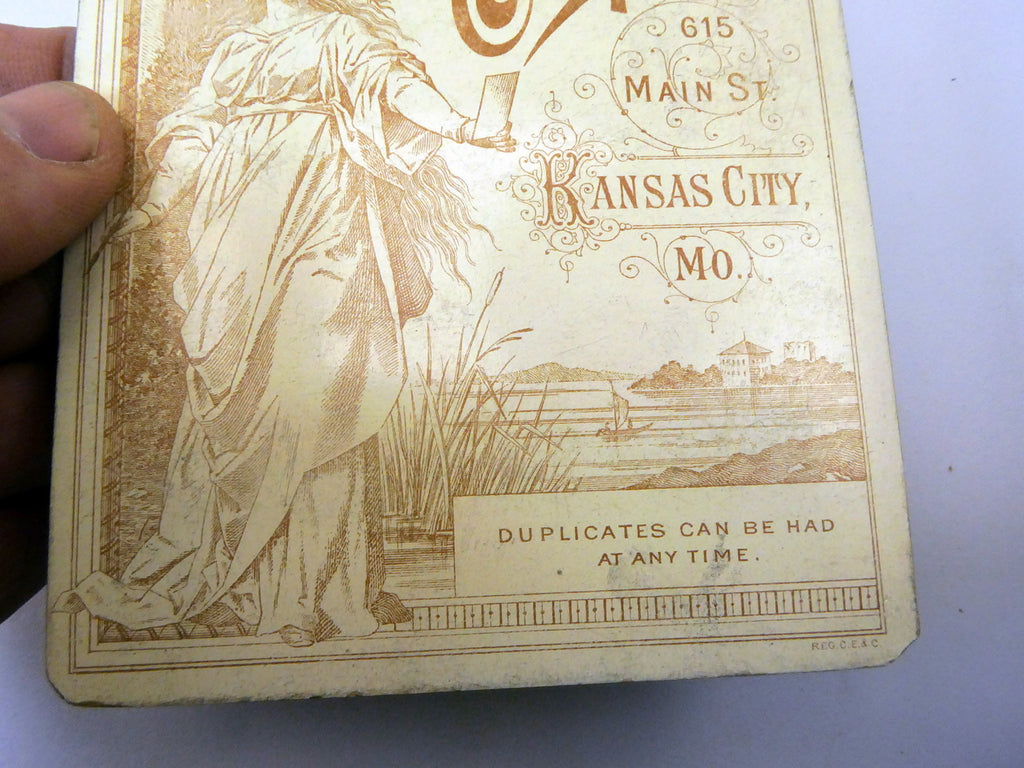 615
MAIN ST.
KANSAS CITY,
MO.
DUPLICATES CAN BE HAD
AT ANY TIME.
REG. C.E.& C.